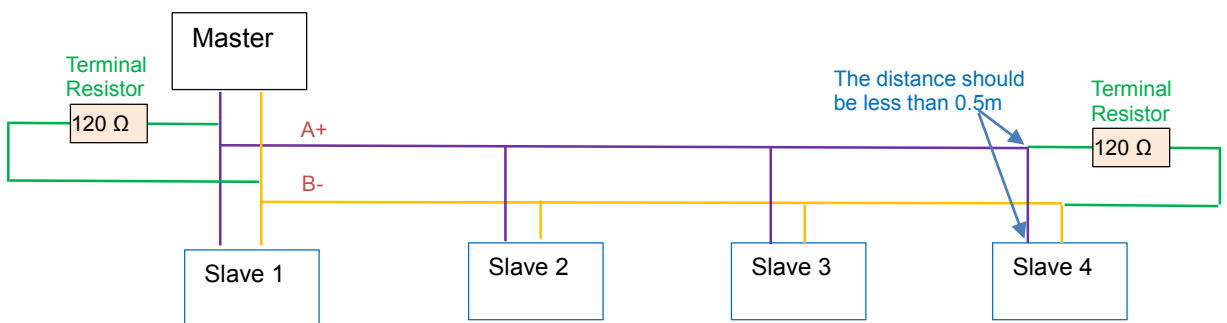 Master
Terminal
Resistor
120 Ω
A+
B-
The distance should
be less than 0.5m
Terminal
Resistor
120 Ω
Slave 1
Slave 2
Slave 3
Slave 4